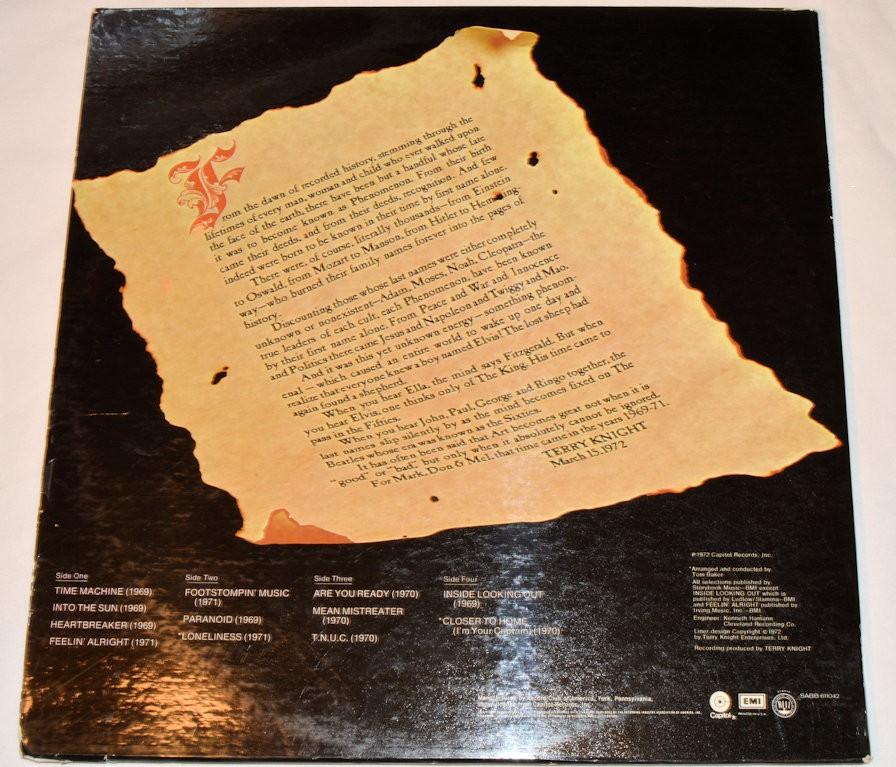 From the dawn of recorded history, stemming through the
lifetimes of every man, woman and child who ever walked upon
the face of the earth, there have been but a handful whose fate
it was to become known as Phenomenon. From their birth
came their deeds, and from their deeds, recognition. And few
indeed were born to be known in their time by first name alone.
There were, of course, literally thousands—from Einstein
to Oswald, from Mozart to Manson, from Hitler to Heming-
way—who burned their family names forever into the pages of
history.
Discounting those whose last names were either completely
unknown or nonexistent—Adam, Moses, Noah, Cleopatra—the
true leaders of each cult, each Phenomenon, have been known
by their first name alone. From Peace and War and Innocence
and Politics there came Jesus and Napoleon and Twiggy and Mao.
And it was this yet unknown energy—something phenom-
enal—which caused an entire world to wake up one day and
realize that everyone knew a boy named Elvis! The lost sheep had
again found a shepherd.
When you hear Ella, the mind says Fitzgerald. But when
you hear Elvis, one thinks only of The King. His time came to
pass in the Fifties.
When you hear John, Paul, George and Ringo together, the
last names slip silently by as the mind becomes fixed on The
Beatles whose era was known as the Sixties.
It has often been said that Art becomes great not when it is
"good" or "bad," but only when it absolutely cannot be ignored.
For Mark, Don & Mel, that time came in the years 1969-71.
TERRY KNIGHT
March 15, 1972
Side One
TIME MACHINE (1969)
INTO THE SUN (1969)
HEARTBREAKER (1969)
FEELIN' ALRIGHT (1971)
Side Two
FOOTSTOMPIN' MUSIC
(1971)
PARANOID (1969)
*LONELINESS (1971)
Side Three
ARE YOU READY (1970)
MEAN MISTREATER
(1970)
T.N.U.C. (1970)
Side Four
INSIDE LOOKING OUT
(1969)
*CLOSER TO HOME
(I'm Your Captain) (1970)
℗1972 Capitol Records, Inc.
*Arranged and conducted by
Tom Baker
All selections published by
Storybook Music—BMI except
INSIDE LOOKING OUT which is
published by Ludlow/Slamina—BMI
and FEELIN' ALRIGHT published by
Irving Music, Inc.—BMI
Engineer: Kenneth Hamann
Cleveland Recording Co.
Liner design Copyright © 1972
by Terry Knight Enterprises, Ltd.
Recording produced by TERRY KNIGHT
Manufactured by Record Club of America, York, Pennsylvania,
from Capitol Records, Inc.
Capitol
EMI
SABB-611042